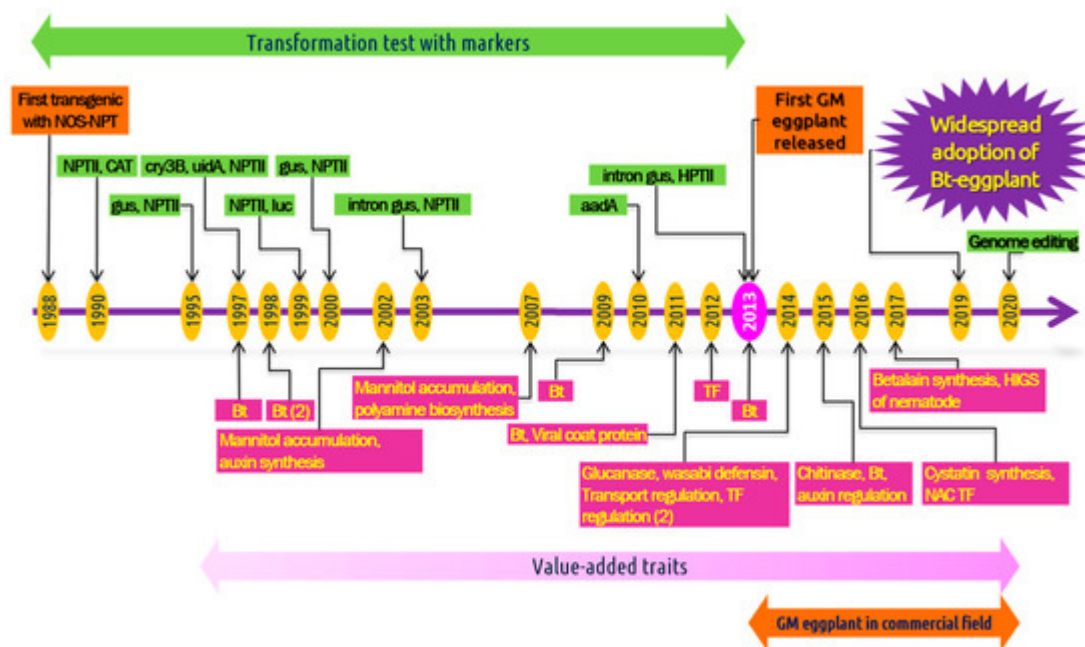 Transformation test with markers
First transgenic
with NOS-NPT
First GM
eggplant
released
Widespread
adoption of
Bt-eggplant
NPTII, CAT
cry3B, uidA, NPTII
gus, NPTII
intron gus, HPTII
gus, NPTII
NPTII, luc
intron gus, NPTII
aadA
Genome editing
1988
1990
1995
1997
1998
1999
2000
2002
2003
2007
2009
2010
2011
2012
2013
2014
2015
2016
2017
2019
2020
Bt
Bt (2)
Mannitol accumulation,
auxin synthesis
Mannitol accumulation,
polyamine biosynthesis
Bt
Bt, Viral coat protein
TF
Bt
Glucanase, wasabi defensin,
Transport regulation, TF
regulation (2)
Chitinase, Bt,
auxin regulation
Betalain synthesis, HIGS
of nematode
Cystatin synthesis,
NAC TF
Value-added traits
GM eggplant in commercial field